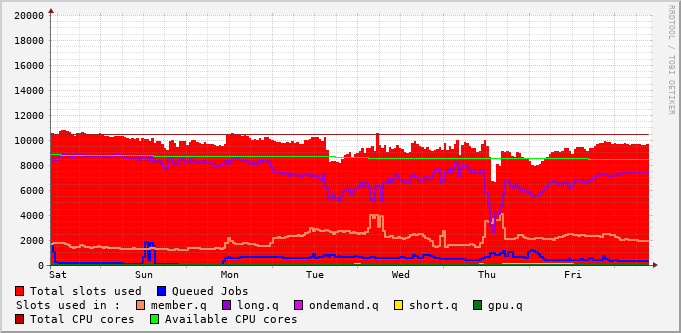 20000
18000
16000
14000
12000
10000
8000
6000
4000
2000
0
Sat Sun Mon Tue Wed Thu Fri
RRDTOOL / TOBI OETIKER
Total slots used Queued Jobs
Slots used in : member.q long.q ondemand.q short.q gpu.q
Total CPU cores Available CPU cores